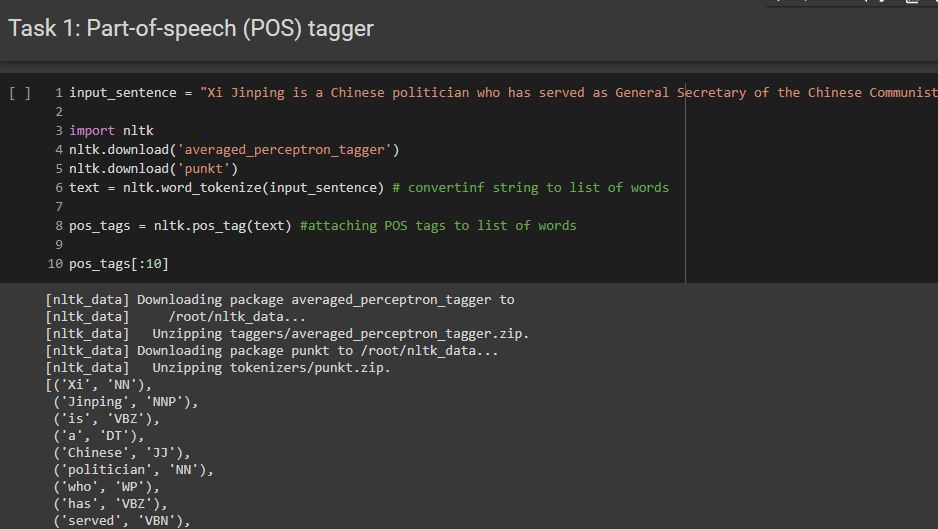 Task 1: Part-of-speech (POS) tagger
[ ] 1 input_sentence = "Xi Jinping is a Chinese politician who has served as General Secretary of the Chinese Communist
2
3 import nltk
4 nltk.download('averaged_perceptron_tagger')
5 nltk.download('punkt')
6 text = nltk.word_tokenize(input_sentence) # convertinf string to list of words
7
8 pos_tags = nltk.pos_tag(text) #attaching POS tags to list of words
9
10 pos_tags[:10]
[nltk_data] Downloading package averaged_perceptron_tagger to
[nltk_data]     /root/nltk_data...
[nltk_data]   Unzipping taggers/averaged_perceptron_tagger.zip.
[nltk_data] Downloading package punkt to /root/nltk_data...
[nltk_data]   Unzipping tokenizers/punkt.zip.
[('Xi', 'NN'),
('Jinping', 'NNP'),
('is', 'VBZ'),
('a', 'DT'),
('Chinese', 'JJ'),
('politician', 'NN'),
('who', 'WP'),
('has', 'VBZ'),
('served', 'VBN'),